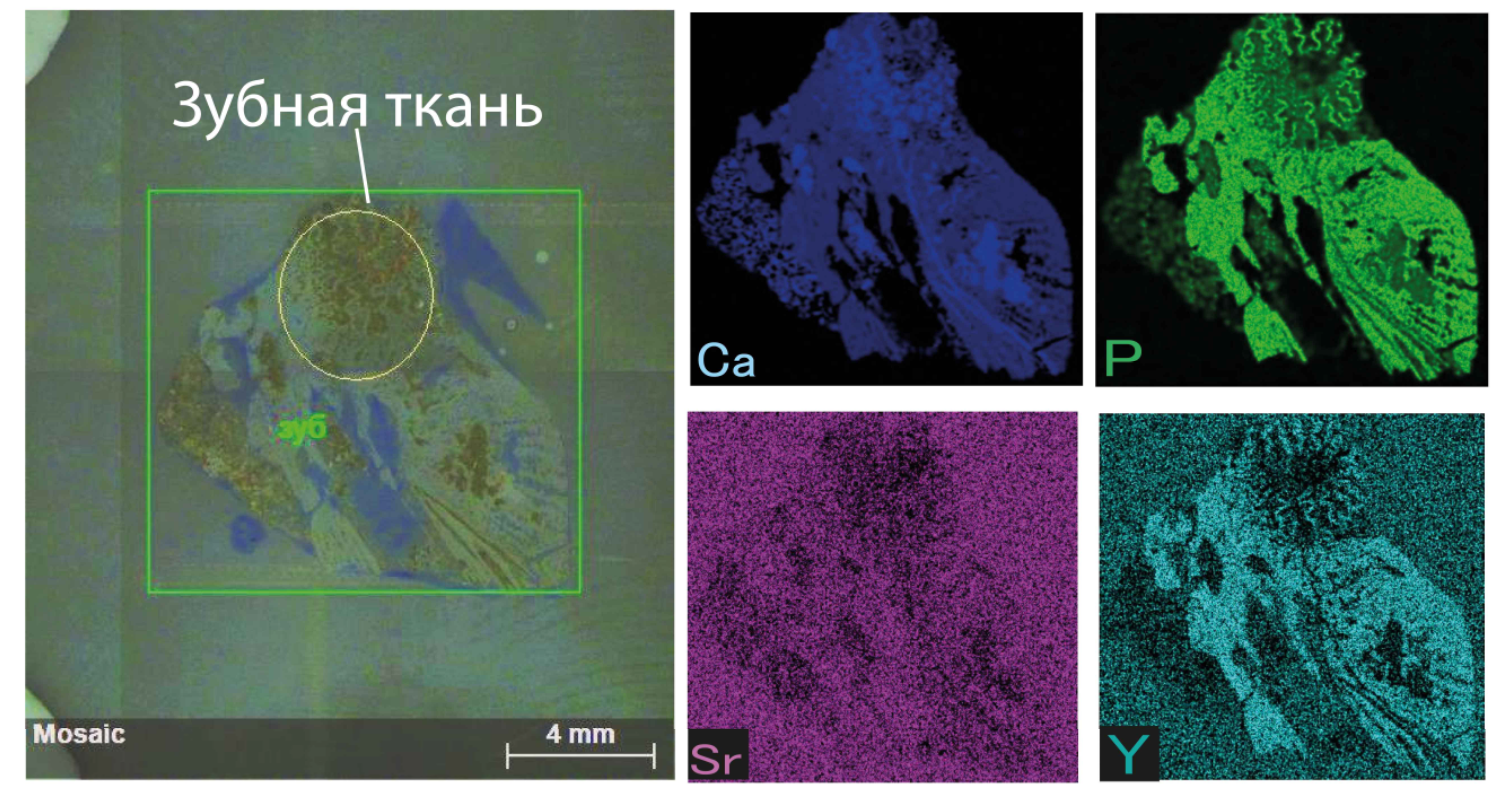 Зубная ткань
зуб
Mosaic
4 mm
Ca
P
Sr
Y